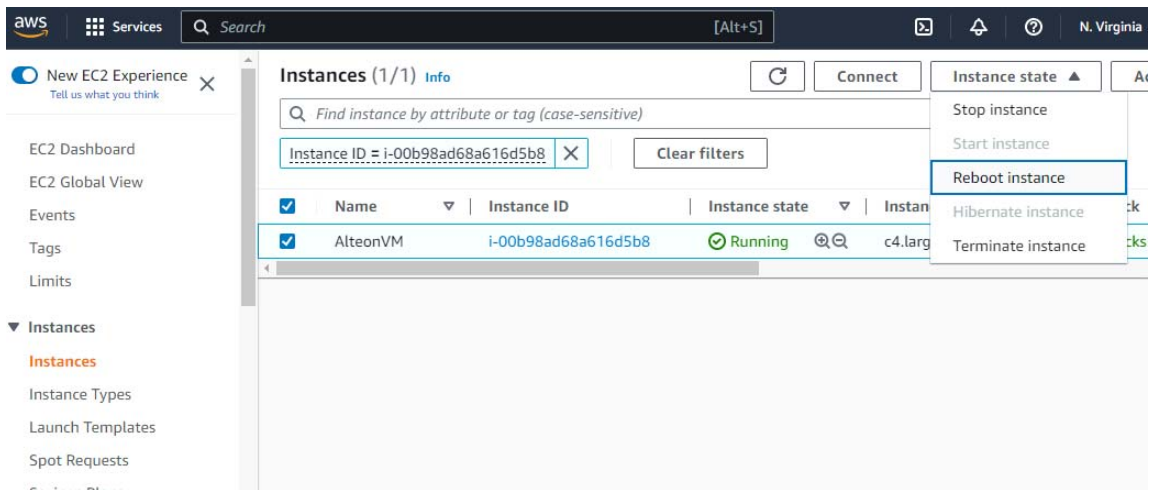 aws
Services
Search
[Alt+S]
N. Virginia
New EC2 Experience
Tell us what you think
EC2 Dashboard
EC2 Global View
Events
Tags
Limits
Instances
Instances
Instance Types
Launch Templates
Spot Requests
Instances (1/1) Info
Connect
Instance state
Find instance by attribute or tag (case-sensitive)
Instance ID = i-00b98ad68a616d5b8
Clear filters
Stop instance
Start instance
Reboot instance
Hibernate instance
Terminate instance
Name
Instance ID
Instance state
AlteonVM
i-00b98ad68a616d5b8
Running
c4.larg